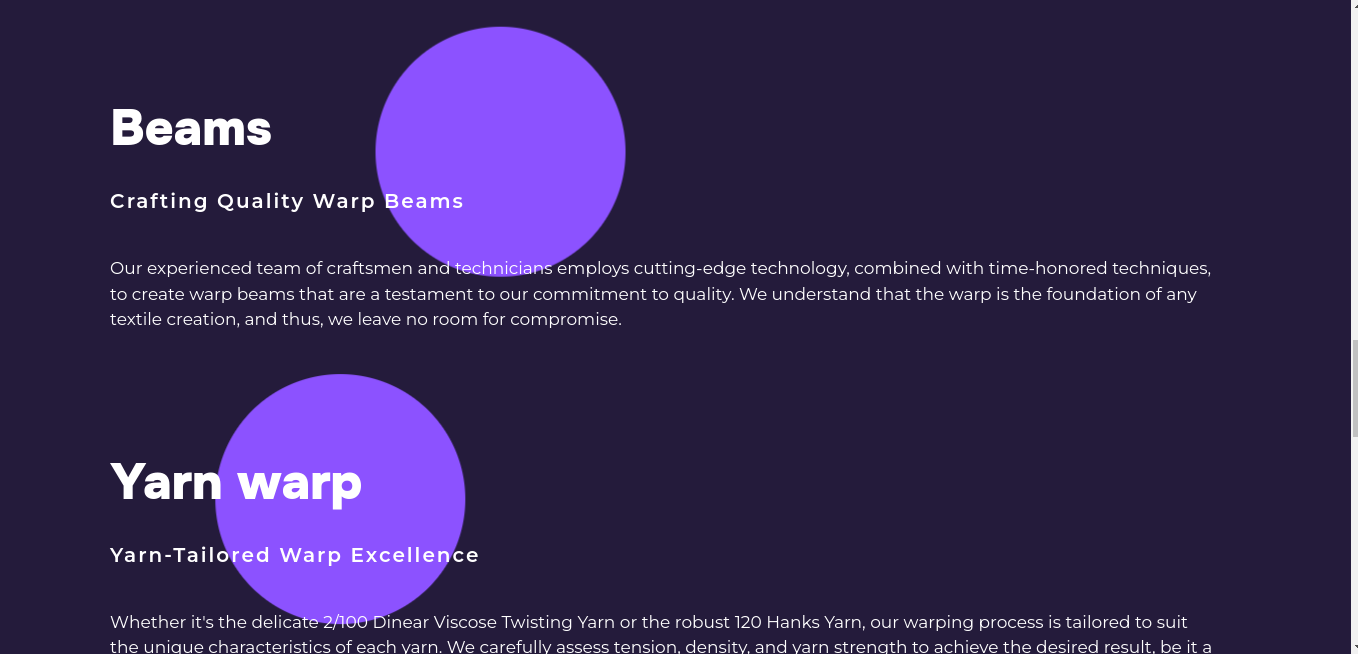 Beams
Crafting Quality Warp Beams
Our experienced team of craftsmen and technicians employs cutting-edge technology, combined with time-honored techniques,
to create warp beams that are a testament to our commitment to quality. We understand that the warp is the foundation of any
textile creation, and thus, we leave no room for compromise.
Yarn warp
Yarn-Tailored Warp Excellence
Whether it's the delicate 2/100 Dinear Viscose Twisting Yarn or the robust 120 Hanks Yarn, our warping process is tailored to suit
the unique characteristics of each yarn. We carefully assess tension, density, and yarn strength to achieve the desired result, be it a